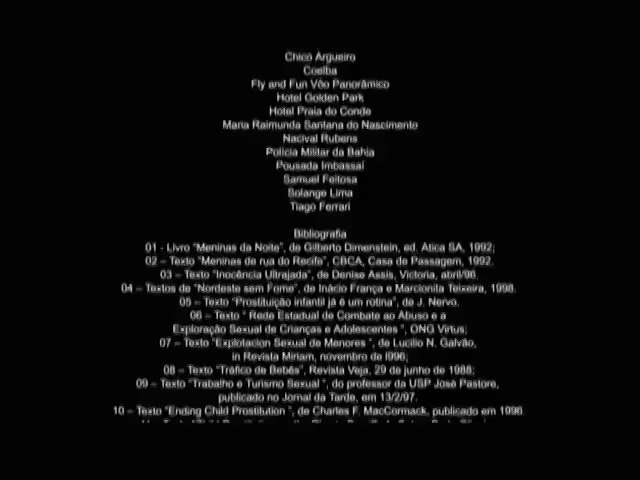 Chico Argueiro
Coelba
Fly and Fun Vôo Panorâmico
Hotel Golden Park
Hotel Praia do Conde
Maria Raimunda Santana do Nascimento
Nacival Rubens
Polícia Militar da Bahia
Pousada Imbassaí
Samuel Feitosa
Solange Lima
Tiago Ferrari
Bibliografia
01 - Livro "Meninas da Noite", de Gilberto Dimenstein, ed. Ática SA, 1992;
02 – Texto "Meninas de rua do Recife", CBCA, Casa de Passagem, 1992.
03 – Texto "Inocência Ultrajada", de Denise Assis, Victoria, abril/96.
04 – Textos de "Nordeste sem Fome", de Inácio França e Marcionita Teixeira, 1998.
05 – Texto "Prostituição infantil já é um rotina", de J. Nervo.
06 – Texto " Rede Estadual de Combate ao Abuso e a
Exploração Sexual de Crianças e Adolescentes ", ONG Virtus;
07 – Texto "Explotacion Sexual de Menores ", de Lucilio N. Galvão,
in Revista Miriam, novembro de l996;
08 – Texto "Tráfico de Bebês", Revista Veja, 29 de junho de 1988;
09 – Texto "Trabalho e Turismo Sexual ", do professor da USP José Pastore,
publicado no Jornal da Tarde, em 13/2/97.
10 – Texto "Ending Child Prostitution ", de Charles F. MacCormack, publicado em 1996